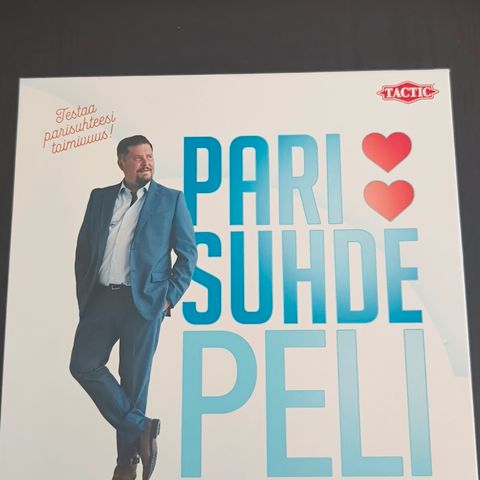 Testaa
parisuhteesi
toimivuus!
TACTIC
PARI
SUHDE
PELI